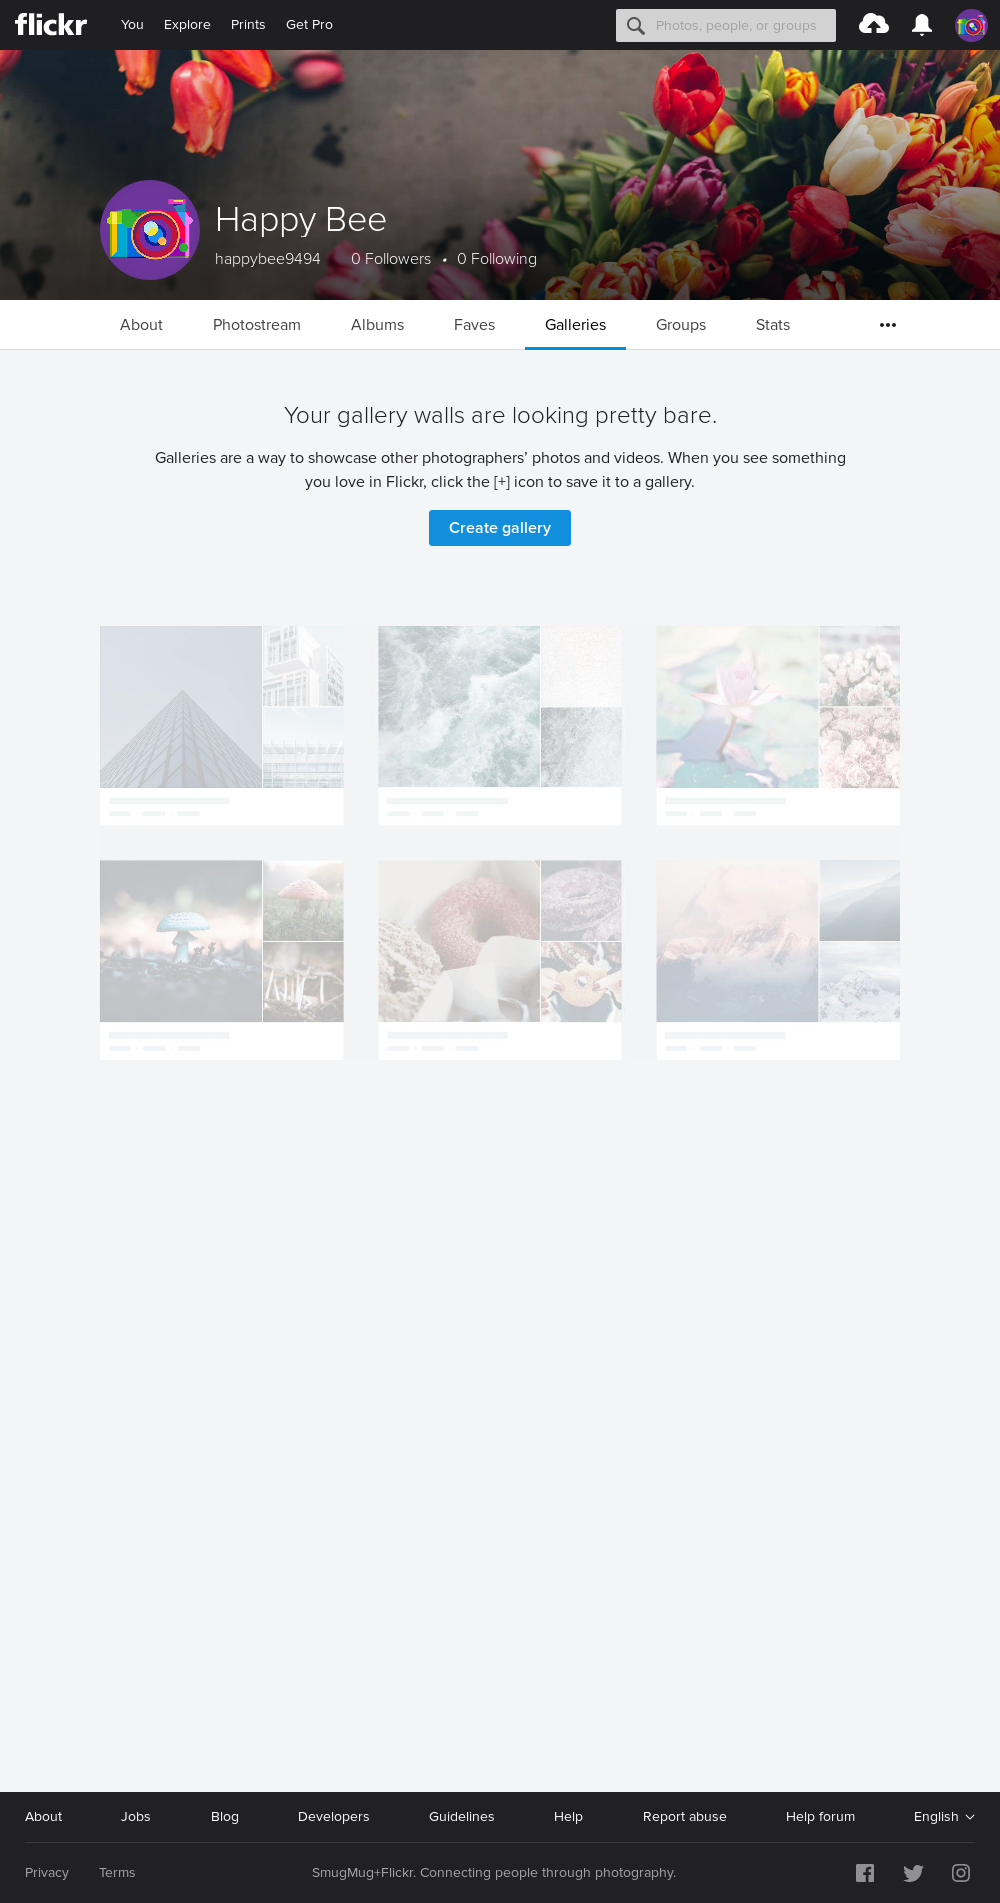 flickr You Explore Prints Get Pro Photos, people, or groups
Happy Bee
happybee9494 0 Followers • 0 Following
About Photostream Albums Faves Galleries Groups Stats
Your gallery walls are looking pretty bare.
Galleries are a way to showcase other photographers’ photos and videos. When you see something
you love in Flickr, click the [+] icon to save it to a gallery.
Create gallery
About Jobs Blog Developers Guidelines Help Report abuse Help forum English
Privacy Terms SmugMug+Flickr. Connecting people through photography.